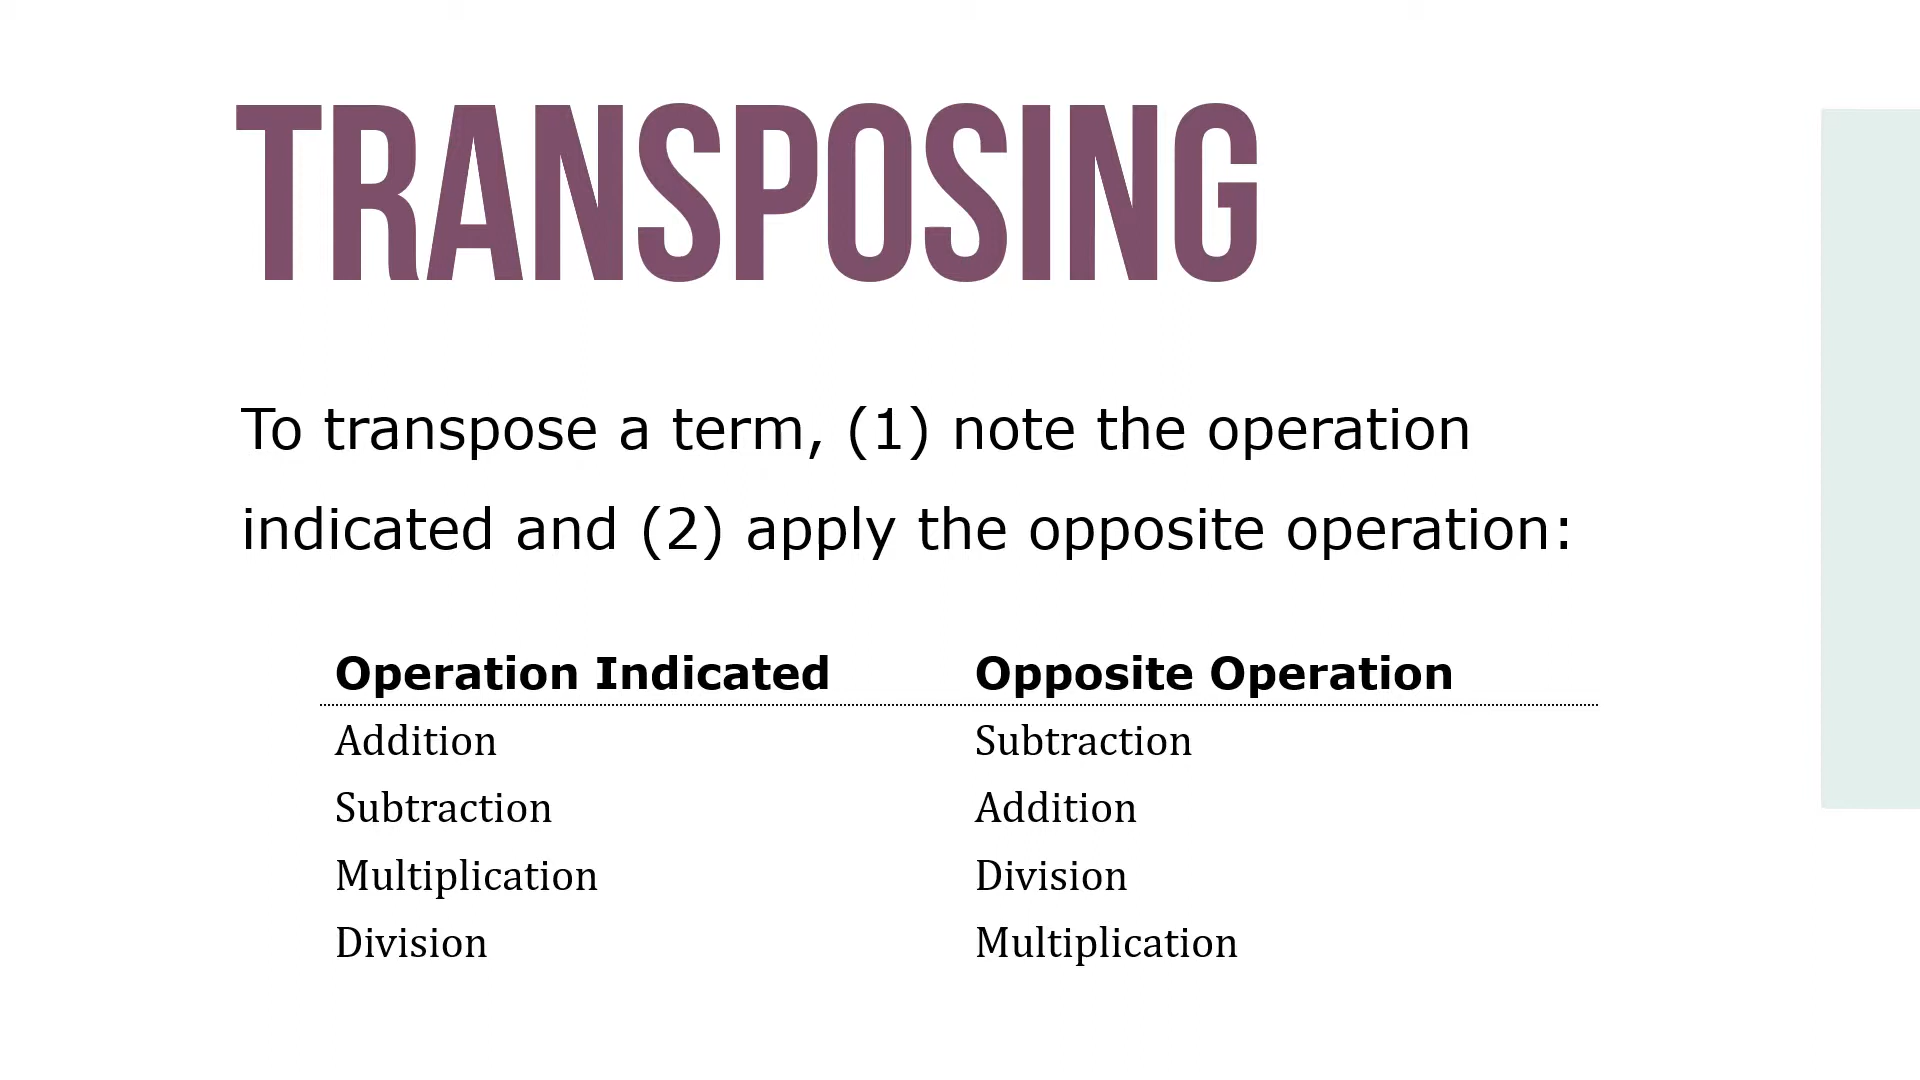 TRANSPOSING
To transpose a term, (1) note the operation
indicated and (2) apply the opposite operation:
Operation Indicated Opposite Operation
Addition Subtraction
Subtraction Addition
Multiplication Division
Division Multiplication